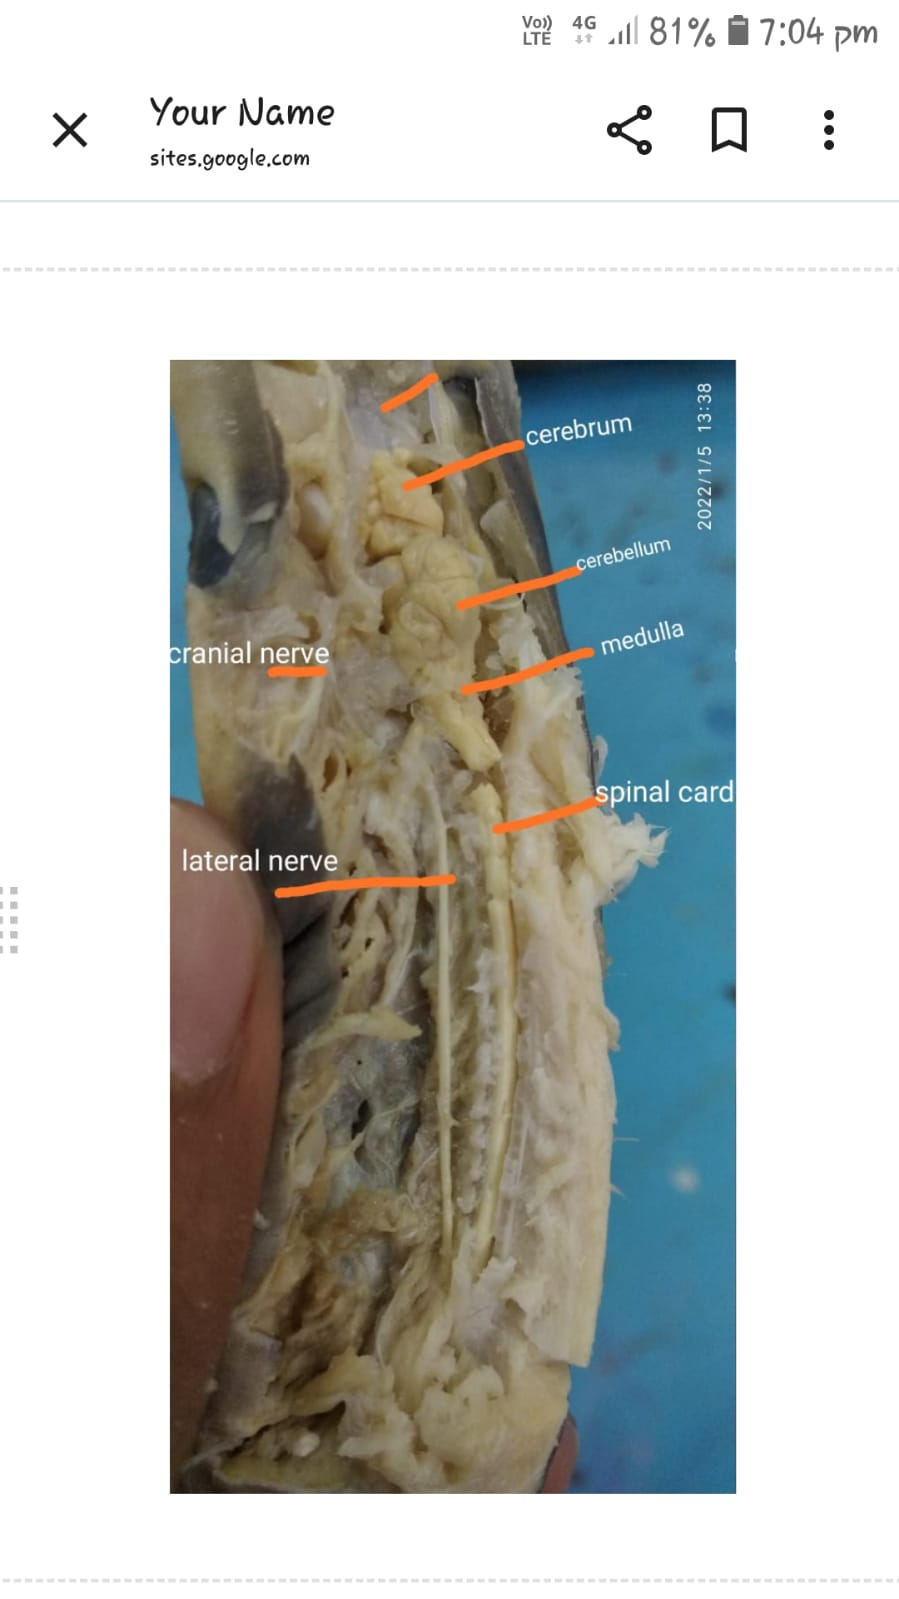 Vo)) LTE 4G 81% 7:04 pm
Your Name
sites.google.com
2022/1/5 13:38
cerebrum
cerebellum
medulla
cranial nerve
spinal card
lateral nerve